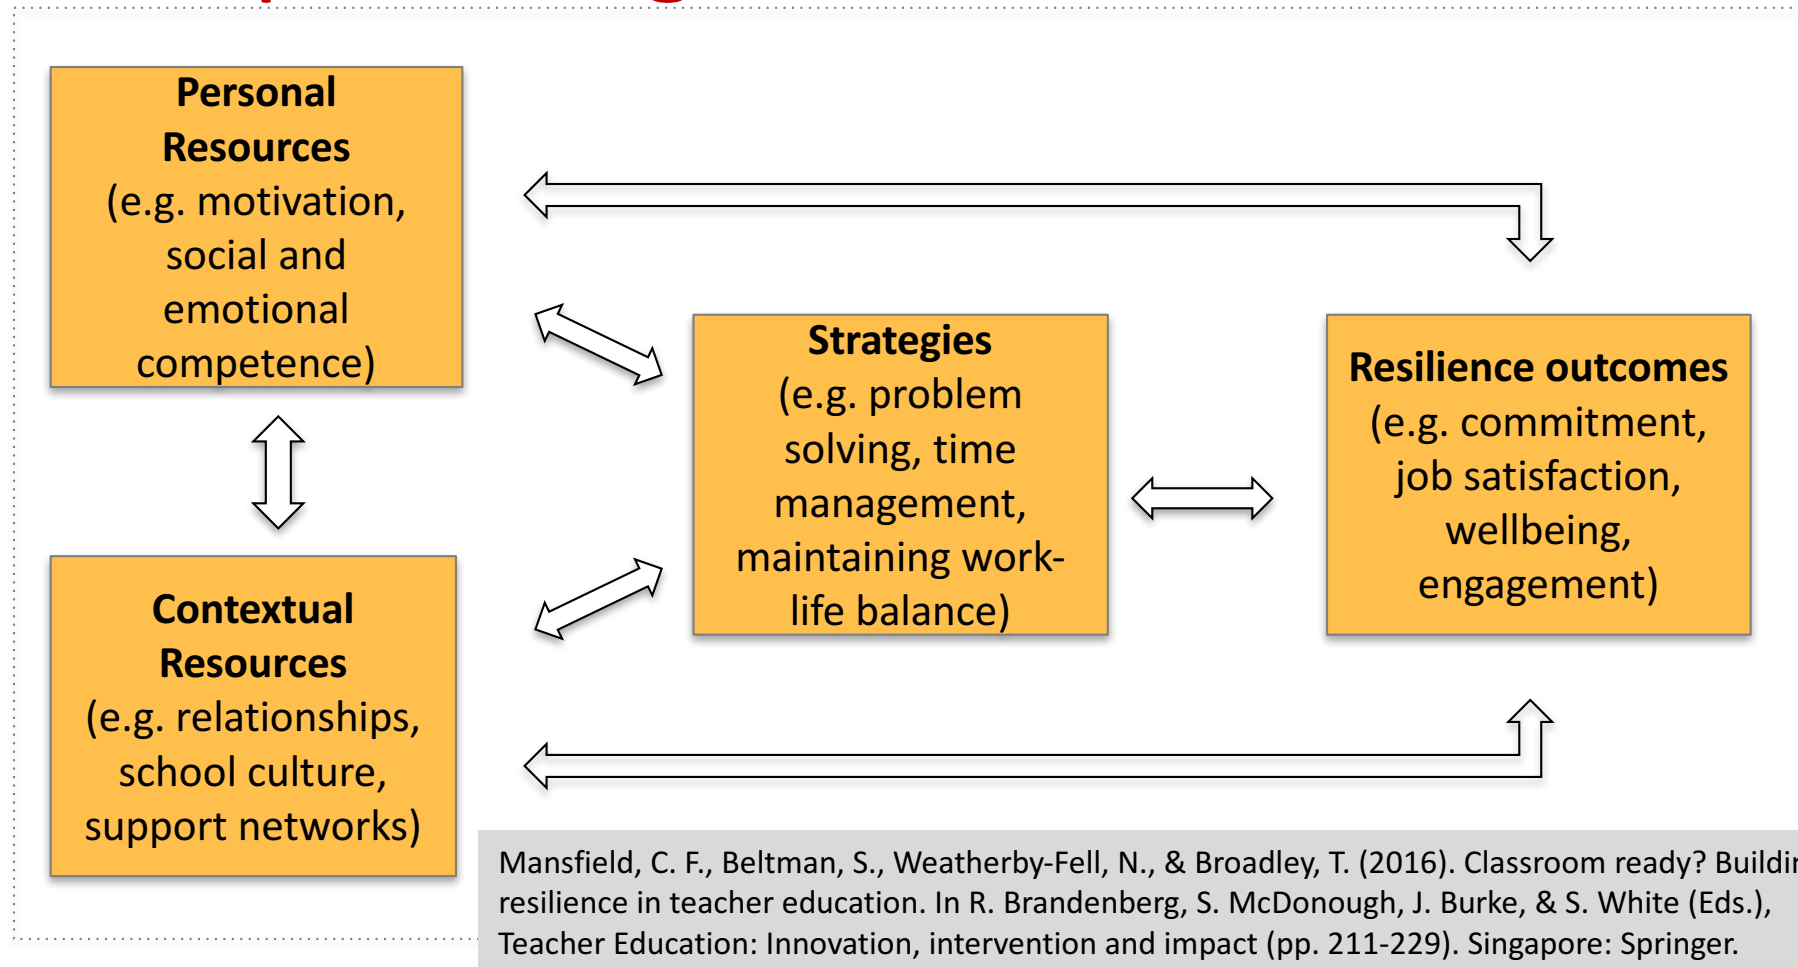 Personal
Resources
(e.g. motivation,
social and
emotional
competence)
Contextual
Resources
(e.g. relationships,
school culture,
support networks)
Strategies
(e.g. problem
solving, time
management,
maintaining work-
life balance)
Resilience outcomes
(e.g. commitment,
job satisfaction,
wellbeing,
engagement)
Mansfield, C. F., Beltman, S., Weatherby-Fell, N., & Broadley, T. (2016). Classroom ready?
resilience in teacher education. In R. Brandenberg, S. McDonough, J. Burke, & S. White (Eds.),
Teacher Education: Innovation, intervention and impact (pp. 211-229). Singapore: Springer.